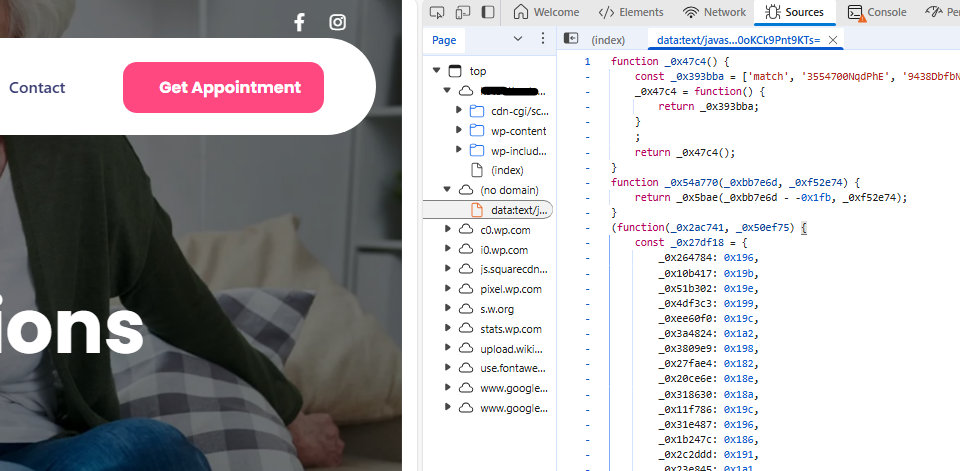 Contact
Get Appointment
ions
Welcome
Elements
Network
Sources
Console
Page
(index)
data:text/javas...0oKCk9Pnt9KTs=
top
cdn-cgi/sc...
wp-content
wp-includ...
(index)
(no domain)
data:text/j...
c0.wp.com
i0.wp.com
js.squarecdn...
pixel.wp.com
s.w.org
stats.wp.com
upload.wiki...
use.fontawe...
www.google...
www.google...
1 function _0x47c4() {
- const _0x393bba = ['match', '3554700NqdPhE', '9438DbfbN
- _0x47c4 = function() {
- return _0x393bba;
- }
- ;
- return _0x47c4();
- }
- function _0x54a770(_0xbb7e6d, _0xf52e74) {
- return _0x5bae(_0xbb7e6d - -0x1fb, _0xf52e74);
- }
- (function(_0x2ac741, _0x50ef75) {
- const _0x27df18 = {
- _0x264784: 0x196,
- _0x10b417: 0x19b,
- _0x51b302: 0x19e,
- _0x4df3c3: 0x199,
- _0xee60f0: 0x19c,
- _0x3a4824: 0x1a2,
- _0x3809e9: 0x198,
- _0x27fae4: 0x182,
- _0x20ce6e: 0x18e,
- _0x318630: 0x18a,
- _0x11f786: 0x19c,
- _0x31e487: 0x196,
- _0x1b247c: 0x186,
- _0x2c2ddd: 0x191,
- _0x23e845: 0x1a1